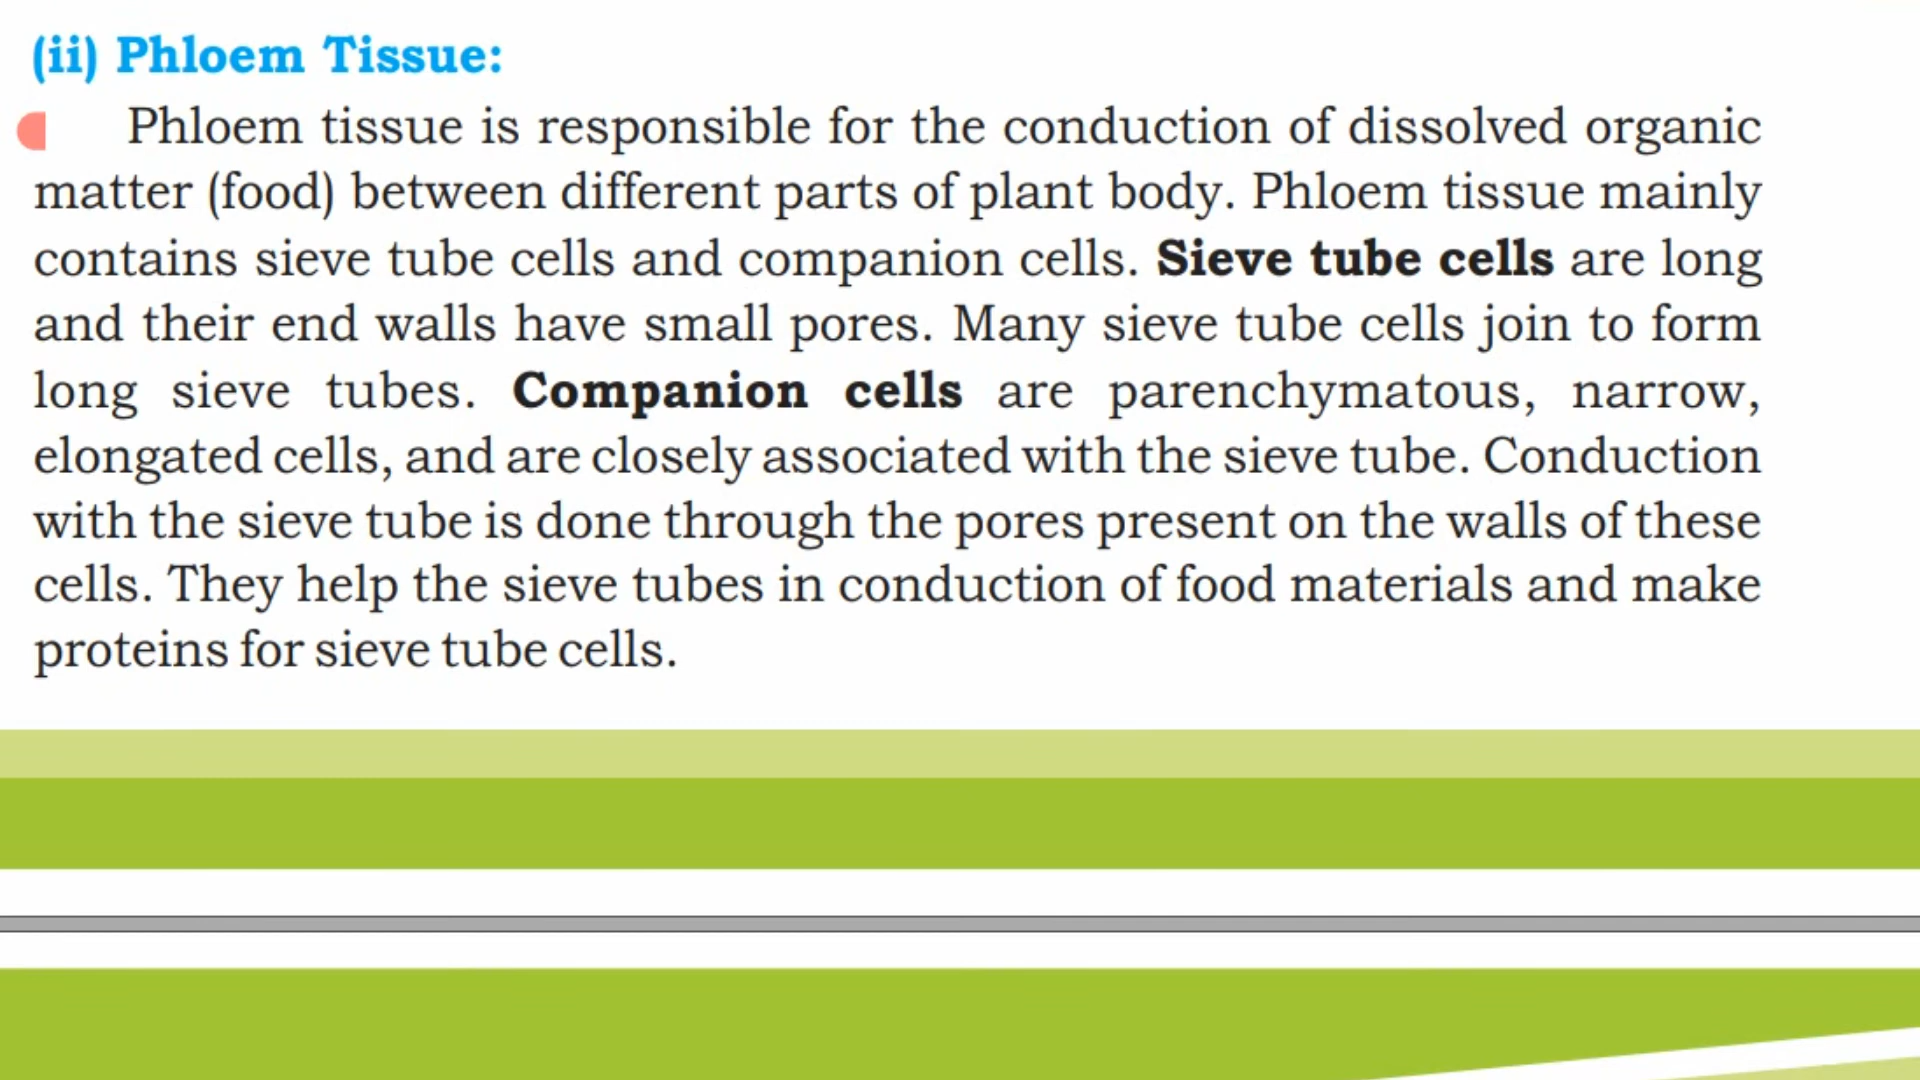 (ii) Phloem Tissue:
Phloem tissue is responsible for the conduction of dissolved organic
matter (food) between different parts of plant body. Phloem tissue mainly
contains sieve tube cells and companion cells. Sieve tube cells are long
and their end walls have small pores. Many sieve tube cells join to form
long sieve tubes. Companion cells are parenchymatous, narrow,
elongated cells, and are closely associated with the sieve tube. Conduction
with the sieve tube is done through the pores present on the walls of these
cells. They help the sieve tubes in conduction of food materials and make
proteins for sieve tube cells.